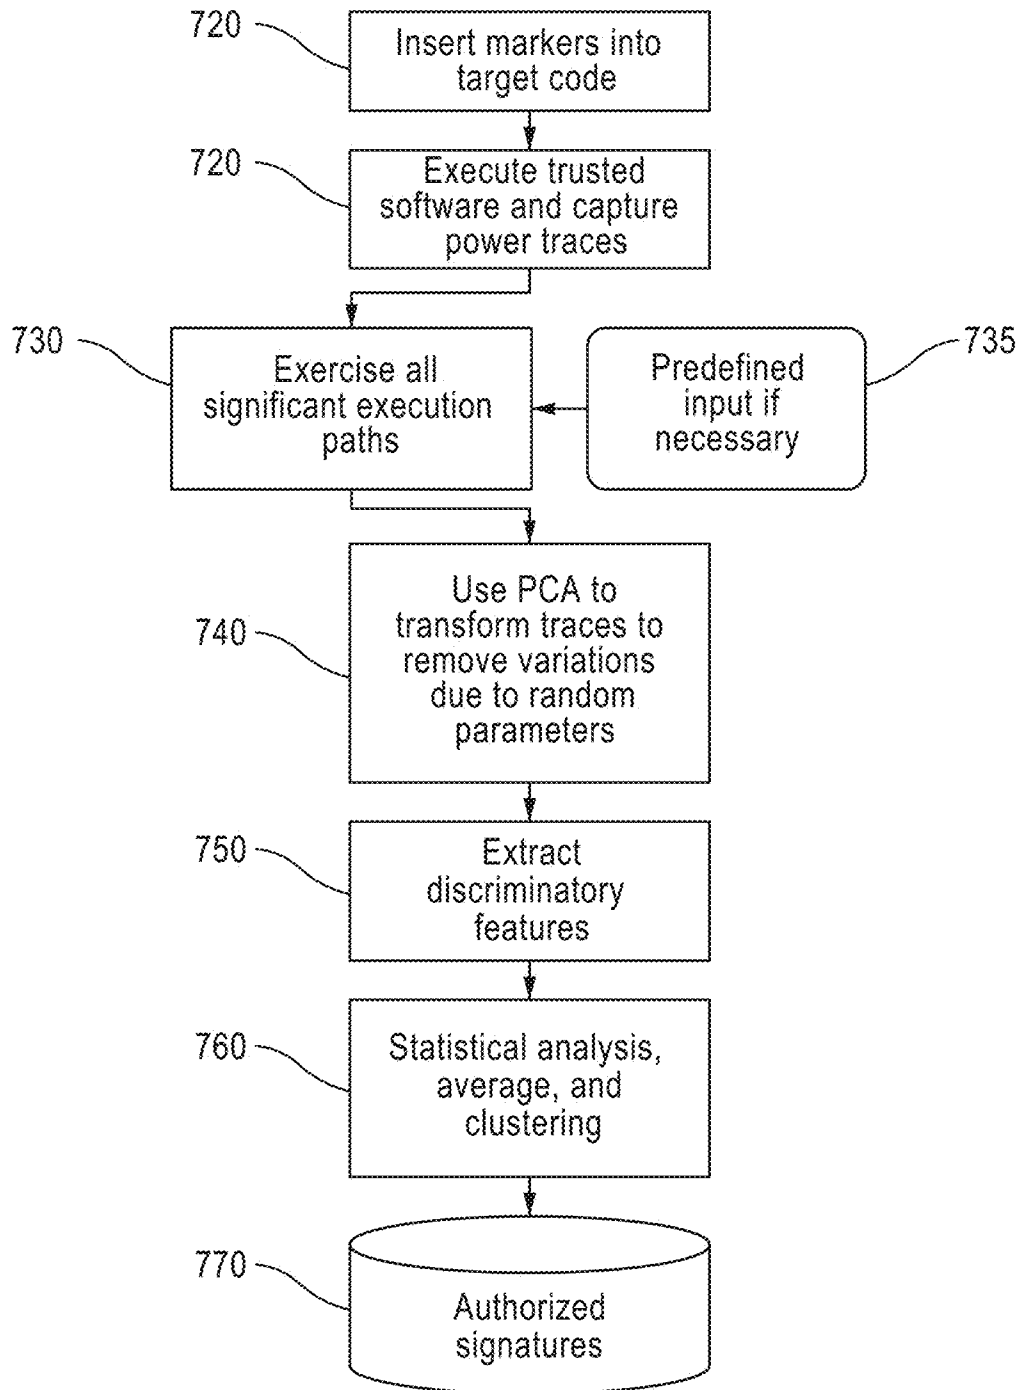 720
Insert markers into
target code
720
Execute trusted
software and capture
power traces
730
Exercise all
significant execution
paths
735
Predefined
input if
necessary
740
Use PCA to
transform traces to
remove variations
due to random
parameters
750
Extract
discriminatory
features
760
Statistical analysis,
average, and
clustering
770
Authorized
signatures